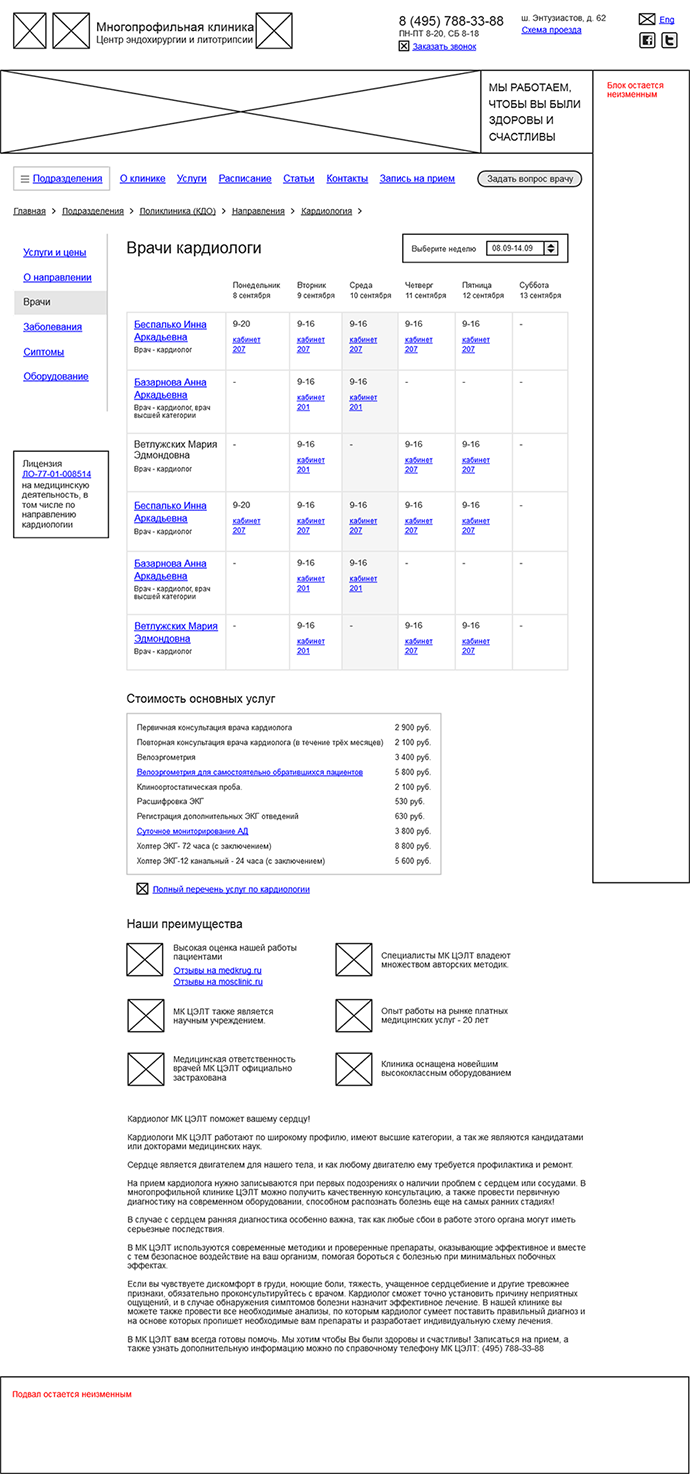 Многопрофильная клиника
Центр эндохирургии и литотрипсии
8 (495) 788-33-88
ПН-ПТ 8-20, СБ 8-18
Заказать звонок
ш. Энтузиастов, д. 62
Схема проезда
Eng
МЫ РАБОТАЕМ,
ЧТОБЫ ВЫ БЫЛИ
ЗДОРОВЫ И
СЧАСТЛИВЫ
Блок остается
неизменным
Подразделения О клинике Услуги Расписание Статьи Контакты Запись на прием Задать вопрос врачу
Главная > Подразделения > Поликлиника (КДО) > Направления > Кардиология >
Услуги и цены
О направлении
Врачи
Заболевания
Сиптомы
Оборудование
Лицензия
ЛО-77-01-008514
на медицинскую
деятельность, в
том числе по
направлению
кардиологии
Врачи кардиологи
Выберите неделю 08.09-14.09
Понедельник Вторник Среда Четверг Пятница Суббота
8 сентября 9 сентября 10 сентября 11 сентября 12 сентября 13 сентября
Беспалько Инна 9-20 9-16 9-16 9-16 9-16 -
Аркадьевна кабинет кабинет кабинет кабинет кабинет
Врач - кардиолог 207 207 207 207 207
Базарнова Анна - 9-16 9-16 - - -
Аркадьевна кабинет кабинет
Врач - кардиолог, врач 201 201
высшей категории
Ветлужских Мария - 9-16 - 9-16 9-16 -
Эдмондовна кабинет кабинет кабинет
Врач - кардиолог 201 207 207
Беспалько Инна 9-20 9-16 9-16 9-16 9-16 -
Аркадьевна кабинет кабинет кабинет кабинет кабинет
Врач - кардиолог 207 207 207 207 207
Базарнова Анна - 9-16 9-16 - - -
Аркадьевна кабинет кабинет
Врач - кардиолог, врач 201 201
высшей категории
Ветлужских Мария - 9-16 - 9-16 9-16 -
Эдмондовна кабинет кабинет кабинет
Врач - кардиолог 201 207 207
Стоимость основных услуг
Первичная консультация врача кардиолога 2 900 руб.
Повторная консультация врача кардиолога (в течение трёх месяцев) 2 100 руб.
Велоэргометрия 3 400 руб.
Велоэргометрия для самостоятельно обратившихся пациентов 5 800 руб.
Клиноортостатическая проба. 2 100 руб.
Расшифровка ЭКГ 530 руб.
Регистрация дополнительных ЭКГ отведений 630 руб.
Суточное мониторирование АД 3 800 руб.
Холтер ЭКГ- 72 часа (с заключением) 8 800 руб.
Холтер ЭКГ-12 канальный - 24 часа (с заключением) 5 600 руб.
Полный перечень услуг по кардиологии
Наши преимущества
Высокая оценка нашей работы
пациентами
Отзывы на medkrug.ru
Отзывы на mosclinic.ru
Специалисты МК ЦЭЛТ владеют
множеством авторских методик.
МК ЦЭЛТ также является
научным учреждением.
Опыт работы на рынке платных
медицинских услуг - 20 лет
Медицинская ответственность
врачей МК ЦЭЛТ официально
застрахована
Клиника оснащена новейшим
высококлассным оборудованием
Кардиолог МК ЦЭЛТ поможет вашему сердцу!
Кардиологи МК ЦЭЛТ работают по широкому профилю, имеют высшие категории, а так же являются кандидатами
или докторами медицинских наук.
Сердце является двигателем для нашего тела, и как любому двигателю ему требуется профилактика и ремонт.
На прием кардиолога нужно записываются при первых подозрениях о наличии проблем с сердцем или сосудами. В
многопрофильной клинике ЦЭЛТ можно получить качественную консультацию, а также провести первичную
диагностику на современном оборудовании, способном распознать болезнь еще на самых ранних стадиях!
В случае с сердцем ранняя диагностика особенно важна, так как любые сбои в работе этого органа могут иметь
серьезные последствия.
В МК ЦЭЛТ используются современные методики и проверенные препараты, оказывающие эффективное и вместе
с тем безопасное воздействие на ваш организм, помогая бороться с болезнью при минимальных побочных
эффектах.
Если вы чувствуете дискомфорт в груди, ноющие боли, тяжесть, учащенное сердцебиение и другие тревожнее
признаки, обязательно проконсультируйтесь с врачом. Кардиолог сможет точно установить причину неприятных
ощущений, и в случае обнаружения симптомов болезни назначит эффективное лечение. В нашей клинике вы
можете также провести все необходимые анализы, по которым кардиолог сумеет поставить правильный диагноз и
на основе которых пропишет необходимые вам препараты и разработает индивидуальную схему лечения.
В МК ЦЭЛТ вам всегда готовы помочь. Мы хотим чтобы Вы были здоровы и счастливы! Записаться на прием, а
также узнать дополнительную информацию можно по справочному телефону МК ЦЭЛТ: (495) 788-33-88
Подвал остается неизменным